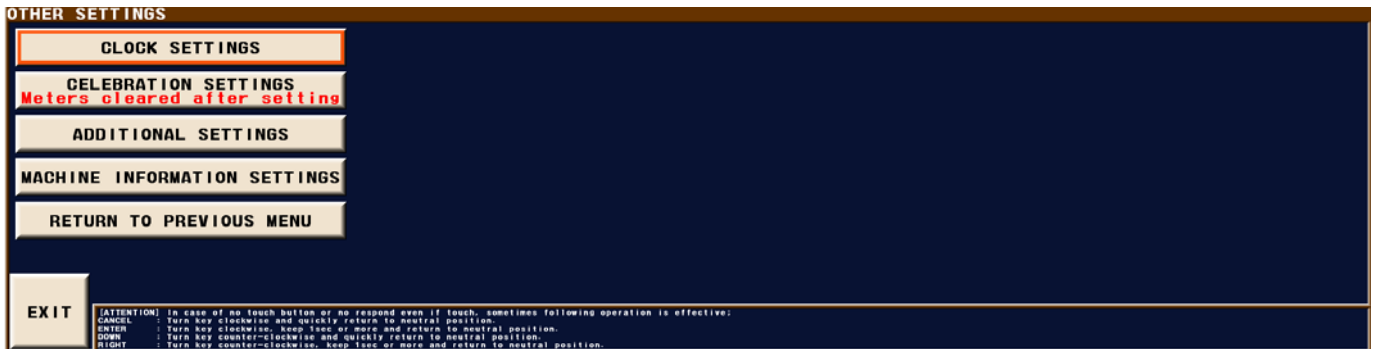 OTHER SETTINGS
CLOCK SETTINGS
CELEBRATION SETTINGS
Meters cleared after setting
ADDITIONAL SETTINGS
MACHINE INFORMATION SETTINGS
RETURN TO PREVIOUS MENU
EXIT
[ATTENTION] In case of no touch button or no respond even if touch, sometimes following operation is effective;
CANCEL : Turn key clockwise and quickly return to neutral position.
ENTER : Turn key clockwise, keep 1sec or more and return to neutral position.
DOWN : Turn key counter-clockwise and quickly return to neutral position.
RIGHT : Turn key counter-clockwise, keep 1sec or more and return to neutral position.